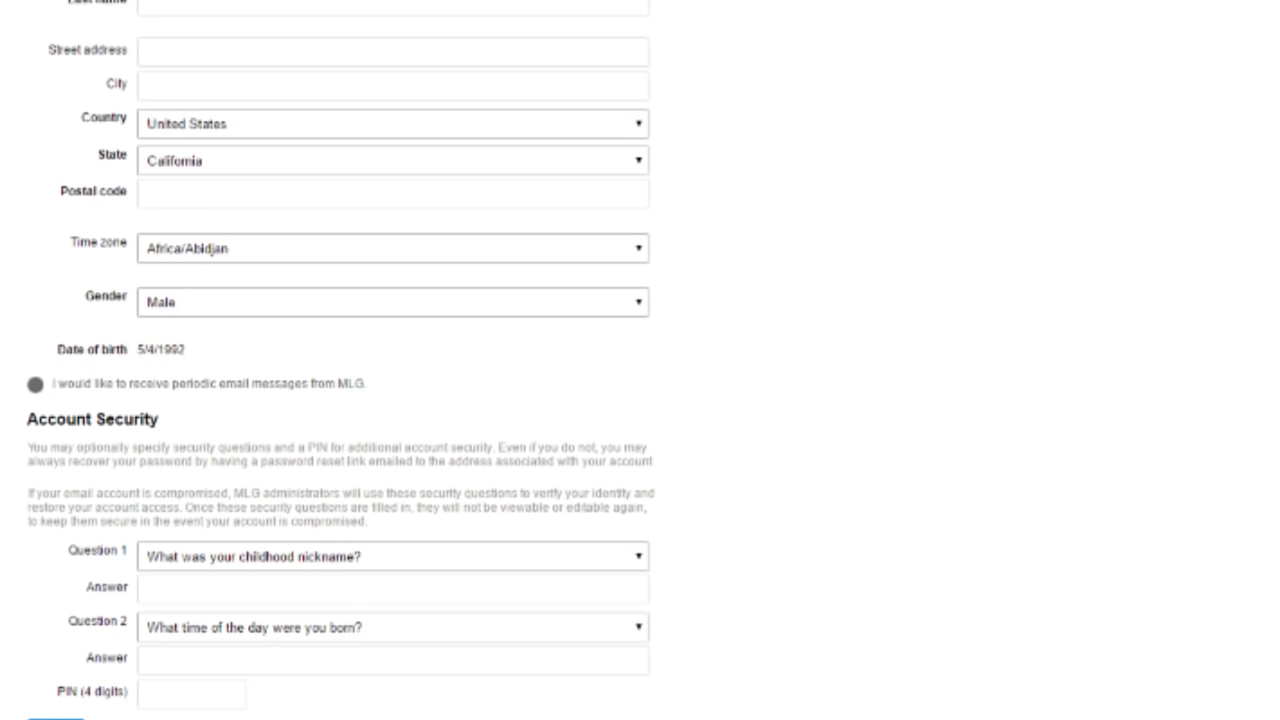 Last name
Street address
City
Country United States
State California
Postal code
Time zone Africa/Abidjan
Gender Male
Date of birth 5/4/1992
I would like to receive periodic email messages from MLG.
Account Security
You may optionally specify security questions and a PIN for additional account security. Even if you do not, you may
always recover your password by having a password reset link emailed to the address associated with your account
If your email account is compromised, MLG administrators will use these security questions to verify your identity and
restore your account access. Once these security questions are filled in, they will not be viewable or editable again,
to keep them secure in the event your account is compromised.
Question 1 What was your childhood nickname?
Answer
Question 2 What time of the day were you born?
Answer
PIN (4 digits)